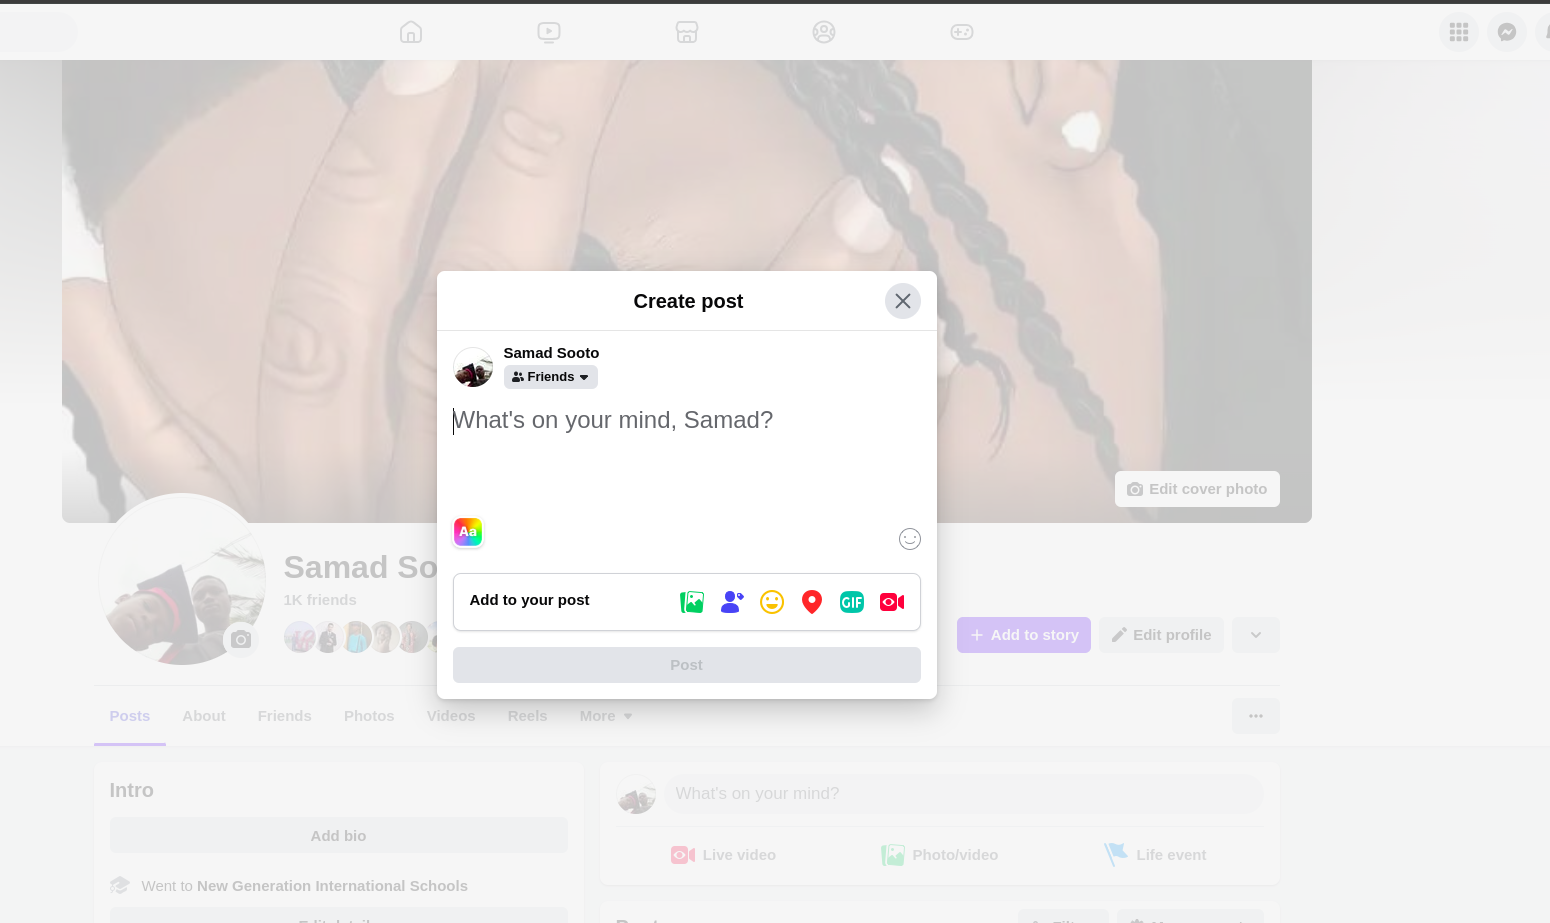 Create post
Samad Sooto
Friends
What's on your mind, Samad?
Aa
Add to your post
GIF
Post
Edit cover photo
Samad So
1K friends
Add to story
Edit profile
Posts
About
Friends
Photos
Videos
Reels
More
Intro
Add bio
Went to New Generation International Schools
What's on your mind?
Live video
Photo/video
Life event